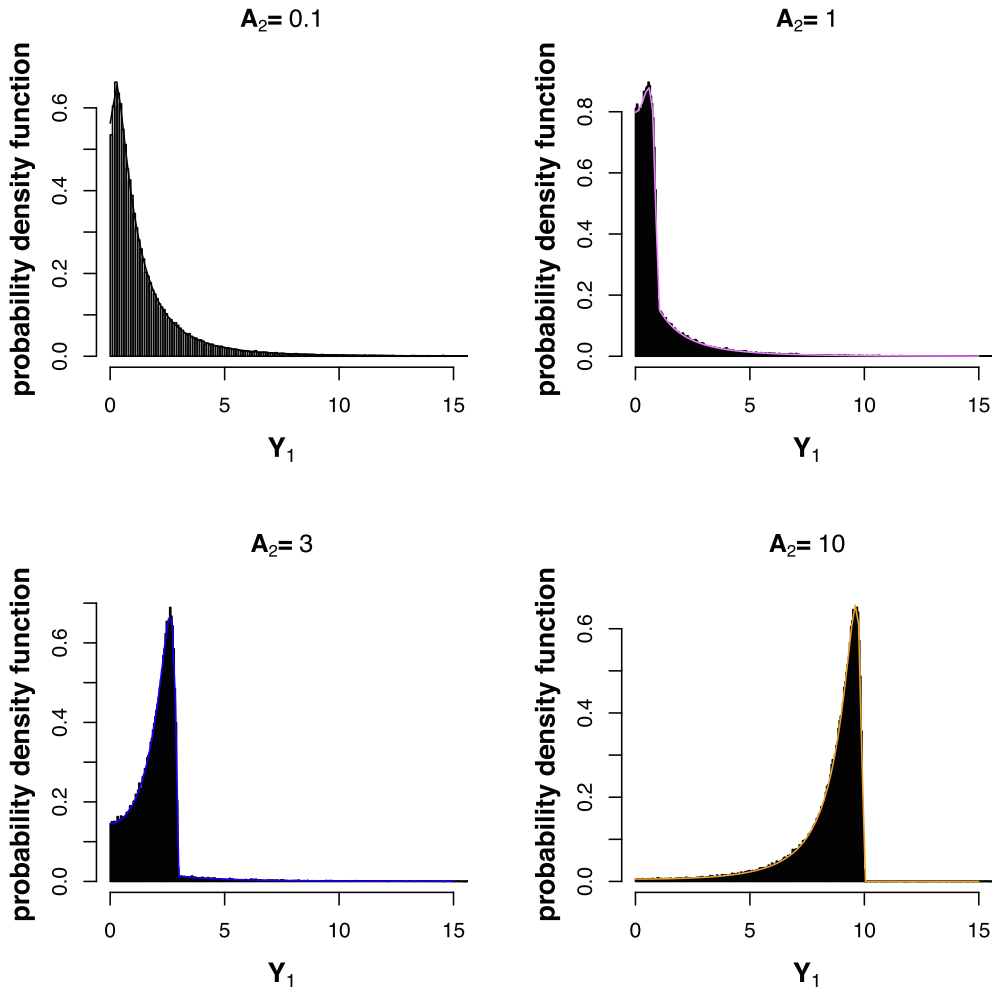 A₂= 0.1
probability density function
0.0 0.2 0.4 0.6
0 5 10 15
Y₁
A₂= 1
probability density function
0.0 0.2 0.4 0.6 0.8
0 5 10 15
Y₁
A₂= 3
probability density function
0.0 0.2 0.4 0.6
0 5 10 15
Y₁
A₂= 10
probability density function
0.0 0.2 0.4 0.6
0 5 10 15
Y₁